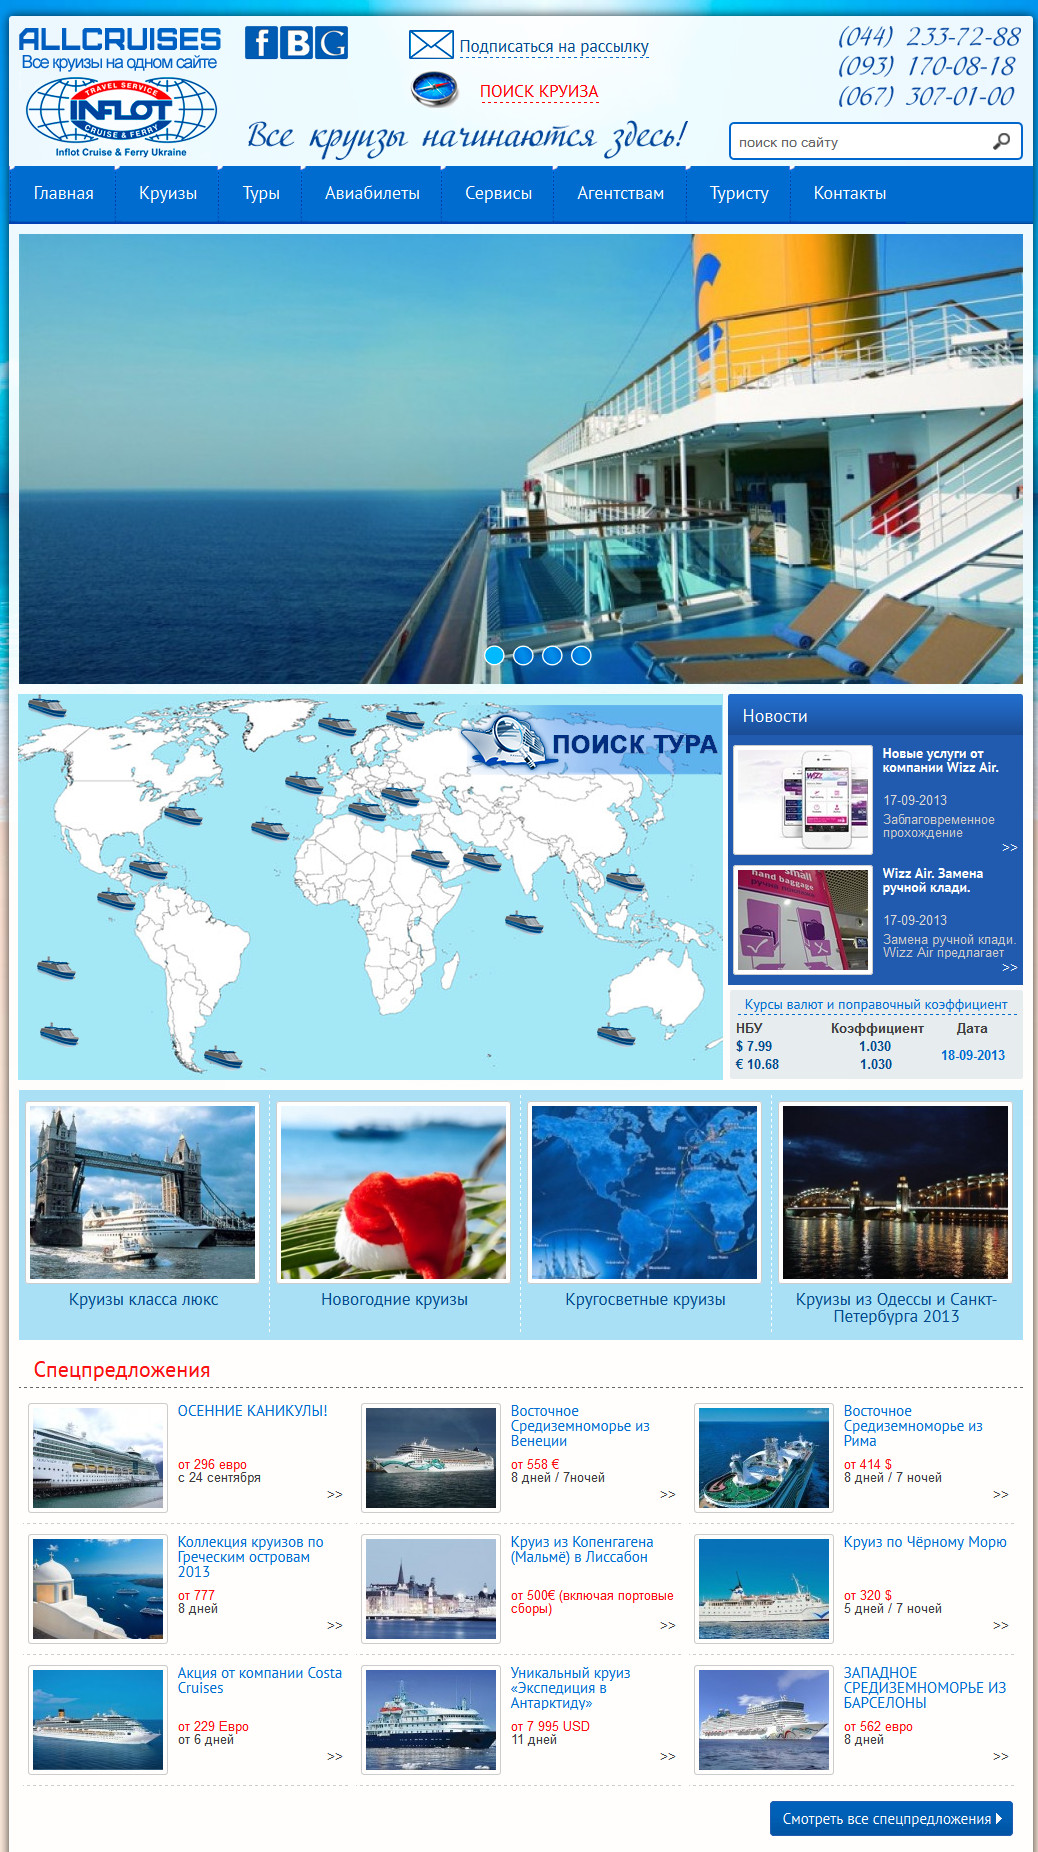 ALLCRUISES
Все круизы на одном сайте
TRAVEL SERVICE
INFLOT
CRUISE & FERRY
Inflot Cruise & Ferry Ukraine
f B G
Подписаться на рассылку
ПОИСК КРУИЗА
Все круизы начинаются здесь!
(044) 233-72-88
(093) 170-08-18
(067) 307-01-00
поиск по сайту
Главная Круизы Туры Авиабилеты Сервисы Агентствам Туристу Контакты
ПОИСК ТУРА
Новости
Новые услуги от
компании Wizz Air.
17-09-2013
Заблаговременное
прохождение
>>
WIZZ
small
hand baggage
Wizz Air. Замена
ручной клади.
17-09-2013
Замена ручной клади.
Wizz Air предлагает
>>
Курсы валют и поправочный коэффициент
НБУ Коэффициент Дата
$ 7.99 1.030
18-09-2013
€ 10.68 1.030
Круизы класса люкс
Новогодние круизы
Кругосветные круизы
Круизы из Одессы и Санкт-
Петербурга 2013
Спецпредложения
ОСЕННИЕ КАНИКУЛЫ!
от 296 евро
с 24 сентября
>>
Восточное
Средиземноморье из
Венеции
от 558 €
8 дней / 7ночей
>>
Восточное
Средиземноморье из
Рима
от 414 $
8 дней / 7 ночей
>>
Коллекция круизов по
Греческим островам
2013
от 777
8 дней
>>
Круиз из Копенгагена
(Мальмё) в Лиссабон
от 500€ (включая портовые
сборы)
>>
Круиз по Чёрному Морю
от 320 $
5 дней / 7 ночей
>>
Акция от компании Costa
Cruises
от 229 Евро
от 6 дней
>>
Уникальный круиз
«Экспедиция в
Антарктиду»
от 7 995 USD
11 дней
>>
ЗАПАДНОЕ
СРЕДИЗЕМНОМОРЬЕ ИЗ
БАРСЕЛОНЫ
от 562 евро
8 дней
>>
Смотреть все спецпредложения